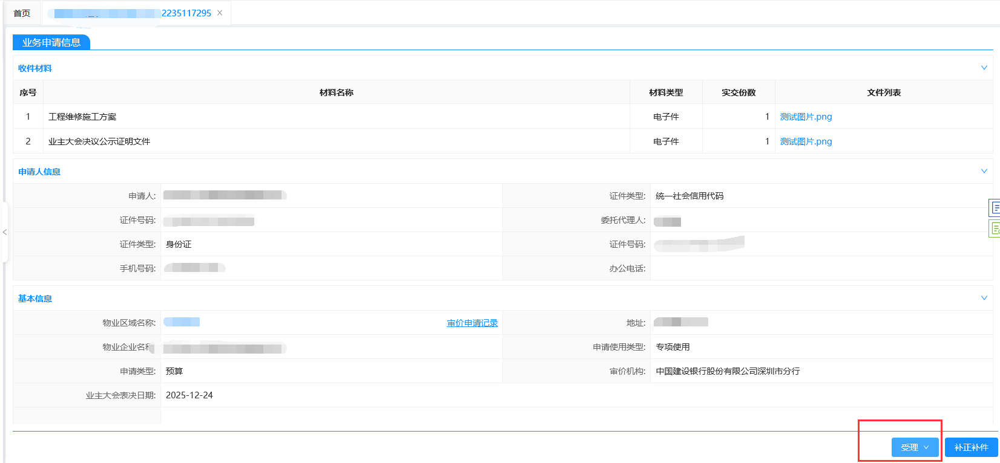 首页 2235117295
业务申请信息
收件材料
序号 材料名称 材料类型 实交份数 文件列表
1 工程维修施工方案 电子件 1 测试图片.png
2 业主大会决议公示证明文件 电子件 1 测试图片.png
申请人信息
申请人: 证件类型: 统一社会信用代码
证件号码: 委托代理人:
证件类型: 身份证 证件号码:
手机号码: 办公电话:
基本信息
物业区域名称: 审价申请记录 地址:
物业企业名称 申请使用类型: 专项使用
申请类型: 预算 审价机构: 中国建设银行股份有限公司深圳市分行
业主大会表决日期: 2025-12-24
受理 补正补件